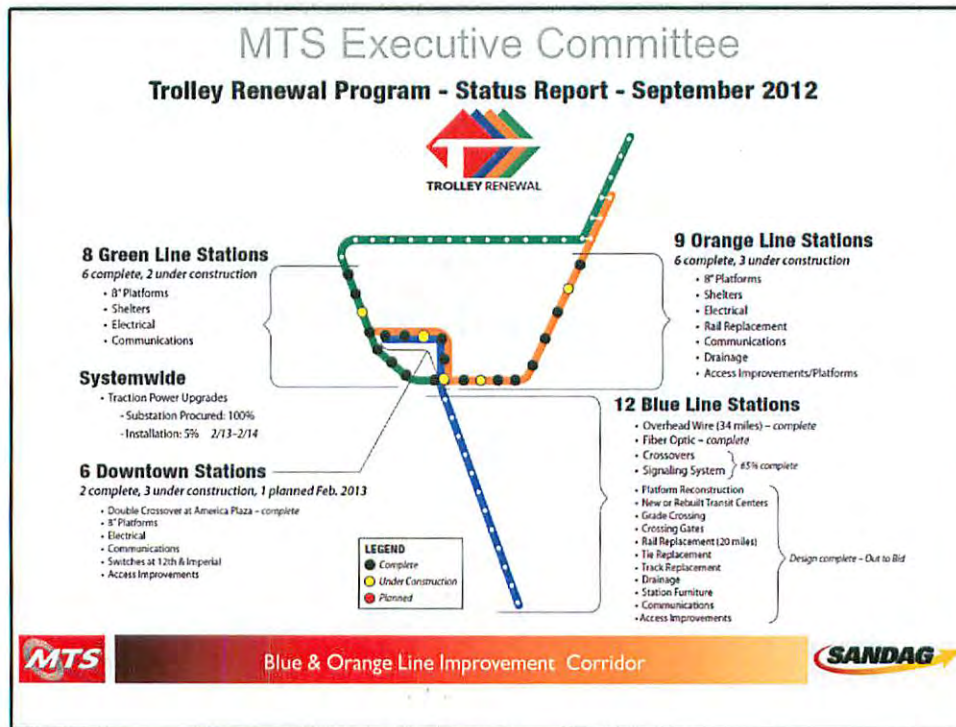 MTS Executive Committee
Trolley Renewal Program - Status Report - September 2012
TROLLEY RENEWAL
8 Green Line Stations
6 complete, 2 under construction
• 8" Platforms
• Shelters
• Electrical
• Communications
Systemwide
• Traction Power Upgrades
- Substation Procured: 100%
- Installation: 5% 2/13–2/14
6 Downtown Stations
2 complete, 3 under construction, 1 planned Feb. 2013
• Double Crossover at America Plaza – complete
• 8" Platforms
• Electrical
• Communications
• Switches at 12th & Imperial
• Access Improvements
LEGEND
Complete
Under Construction
Planned
9 Orange Line Stations
6 complete, 3 under construction
• 8" Platforms
• Shelters
• Electrical
• Rail Replacement
• Communications
• Drainage
• Access Improvements/Platforms
12 Blue Line Stations
• Overhead Wire (34 miles) – complete
• Fiber Optic – complete
• Crossovers
• Signaling System
65% complete
• Platform Reconstruction
• New or Rebuilt Transit Centers
• Grade Crossing
• Crossing Gates
• Rail Replacement (20 miles)
• Tie Replacement
• Track Replacement
• Drainage
• Station Furniture
• Communications
• Access Improvements
Design complete – Out to Bid
MTS
Blue & Orange Line Improvement Corridor
SANDAG